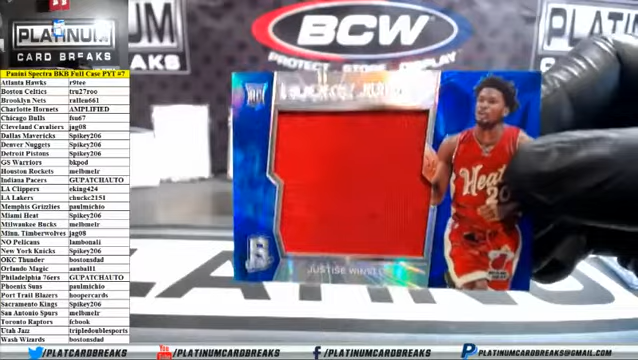 PLATINUM
CARD BREAKS
BCW
PROTECT · STORE · DISPLAY
Panini Spectra BKB Full Case PYT #7
Atlanta Hawks r9tee
Boston Celtics tru27roo
Brooklyn Nets rallen661
Charlotte Hornets AMPLIFIED
Chicago Bulls fsu67
Cleveland Cavaliers jag08
Dallas Mavericks Spikey206
Denver Nuggets Spikey206
Detroit Pistons Spikey206
GS Warriors bkpod
Houston Rockets melbmelr
Indiana Pacers GUPATCHAUTO
LA Clippers eking424
LA Lakers chuckc2151
Memphis Grizzlies paulmichio
Miami Heat Spikey206
Milwaukee Bucks melbmelr
Minn. Timberwolves jag08
NO Pelicans lambonali
New York Knicks Spikey206
OKC Thunder bostonsdad
Orlando Magic aanball1
Philadelphia 76ers GUPATCHAUTO
Phoenix Suns paulmichio
Port Trail Blazers hoopercards
Sacramento Kings Spikey206
San Antonio Spurs melbmelr
Toronto Raptors fcbook
Utah Jazz tripledoublesports
Wash Wizards bostonsdad
Heat
20
JUSTISE WINSLOW
/PLATCARDBREAKS
/PLATINUMCARDBREAKS
/PLATINUMCARDBREAKS
PLATINUMCARDBREAKS.COM